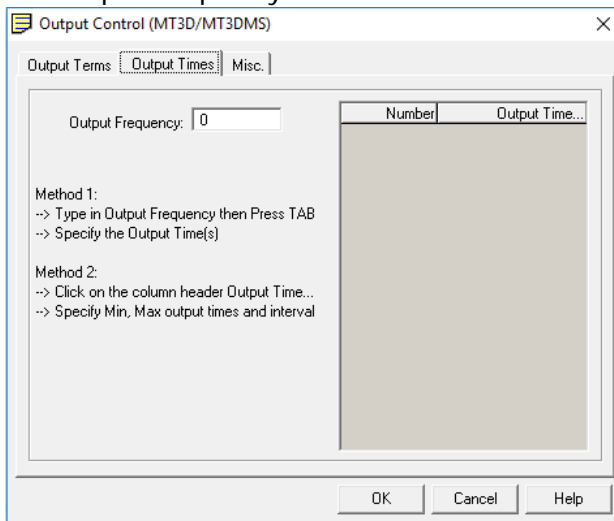 Output Control (MT3D/MT3DMS)
Output Terms Output Times Misc.
Output Frequency: 0
Number Output Time...
Method 1:
--> Type in Output Frequency then Press TAB
--> Specify the Output Time(s)
Method 2:
--> Click on the column header Output Time...
--> Specify Min, Max output times and interval
OK Cancel Help